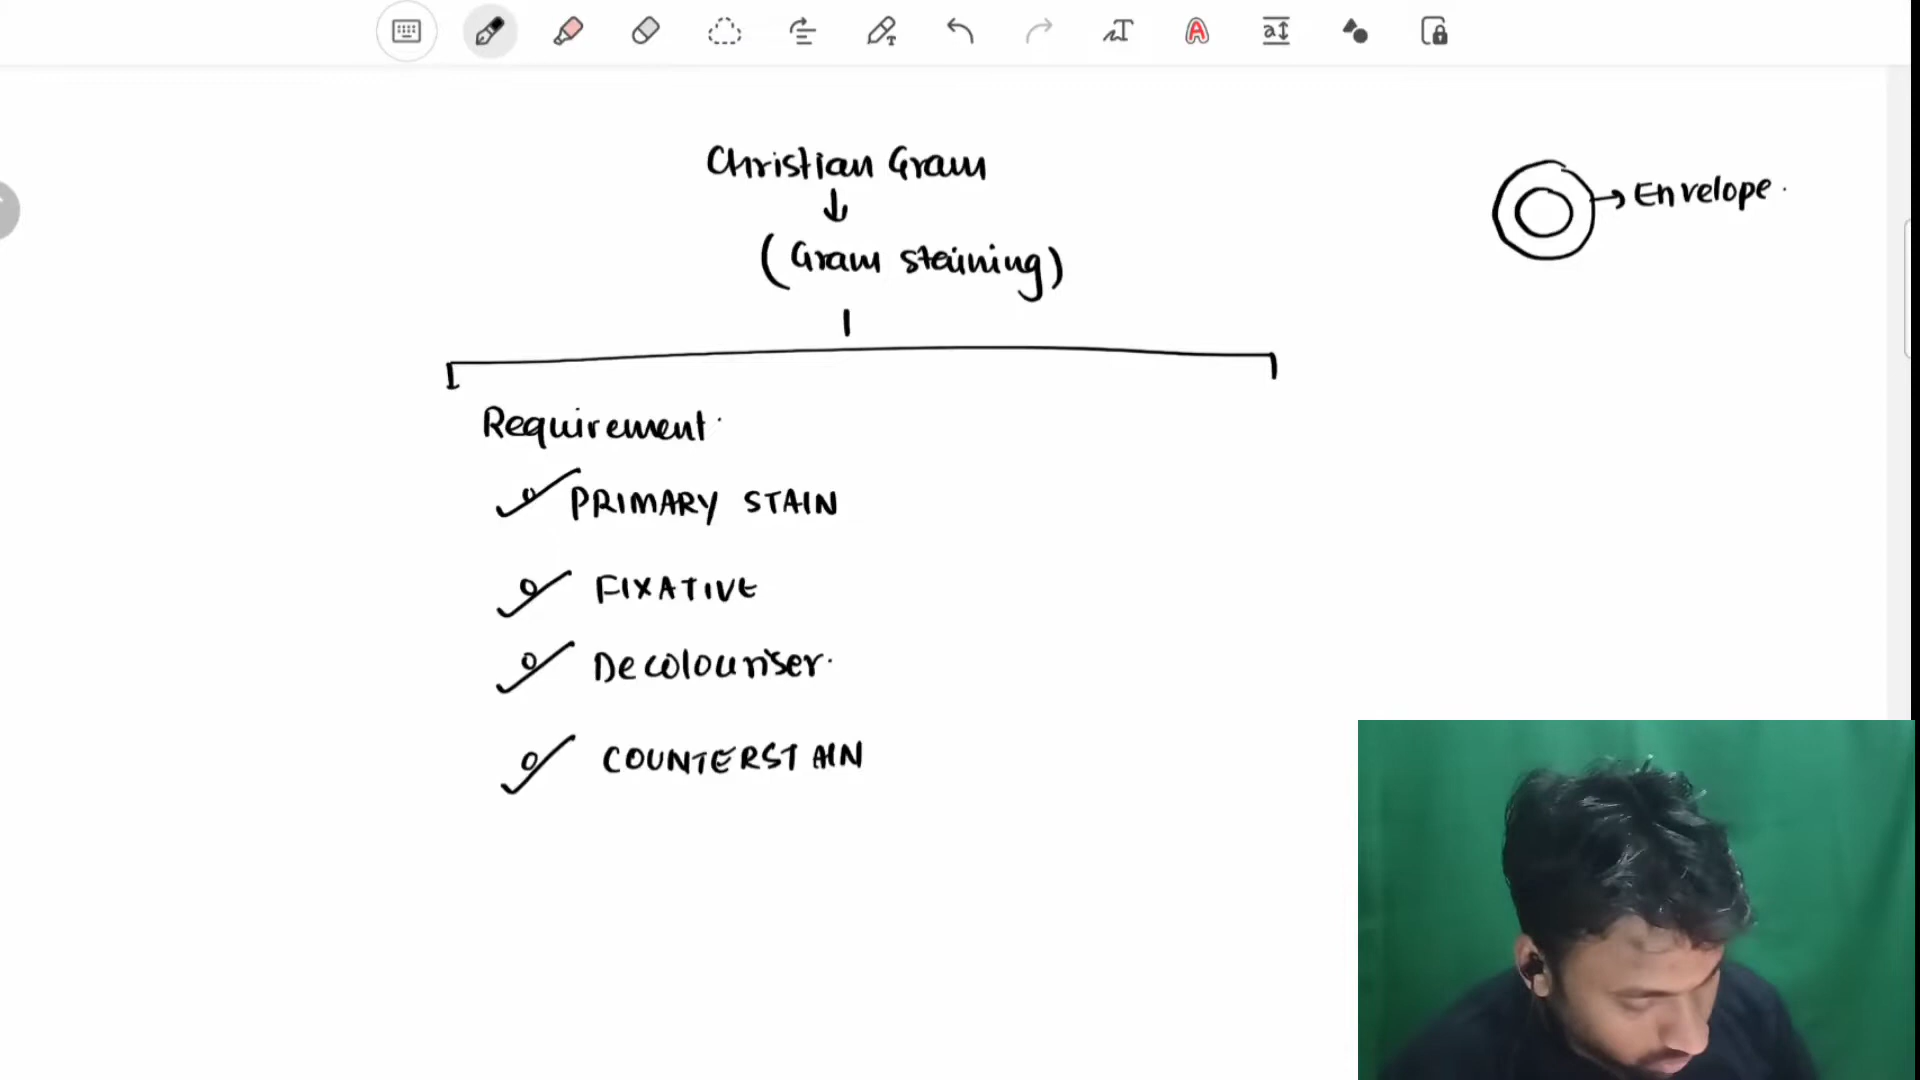 Christian Gram
(Gram staining)
Envelope.
Requirement.
PRIMARY STAIN
FIXATIVE
Decolouriser.
COUNTERSTAIN